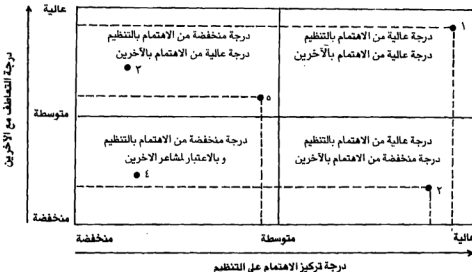 عالية
درجة عالية من الاهتمام بالتنظيم
درجة عالية من الاهتمام بالآخرين
١
درجة منخفضة من الاهتمام بالتنظيم
درجة عالية من الاهتمام بالآخرين
٣
٥
درجة التعاطف مع الآخرين
متوسطة
درجة عالية من الاهتمام بالتنظيم
درجة منخفضة من الاهتمام بالآخرين
٢
درجة منخفضة من الاهتمام بالتنظيم
و بالاعتبار لمشاعر الاخرين
٤
منخفضة
عالية
متوسطة
منخفضة
درجة تركيز الاهتمام على التنظيم